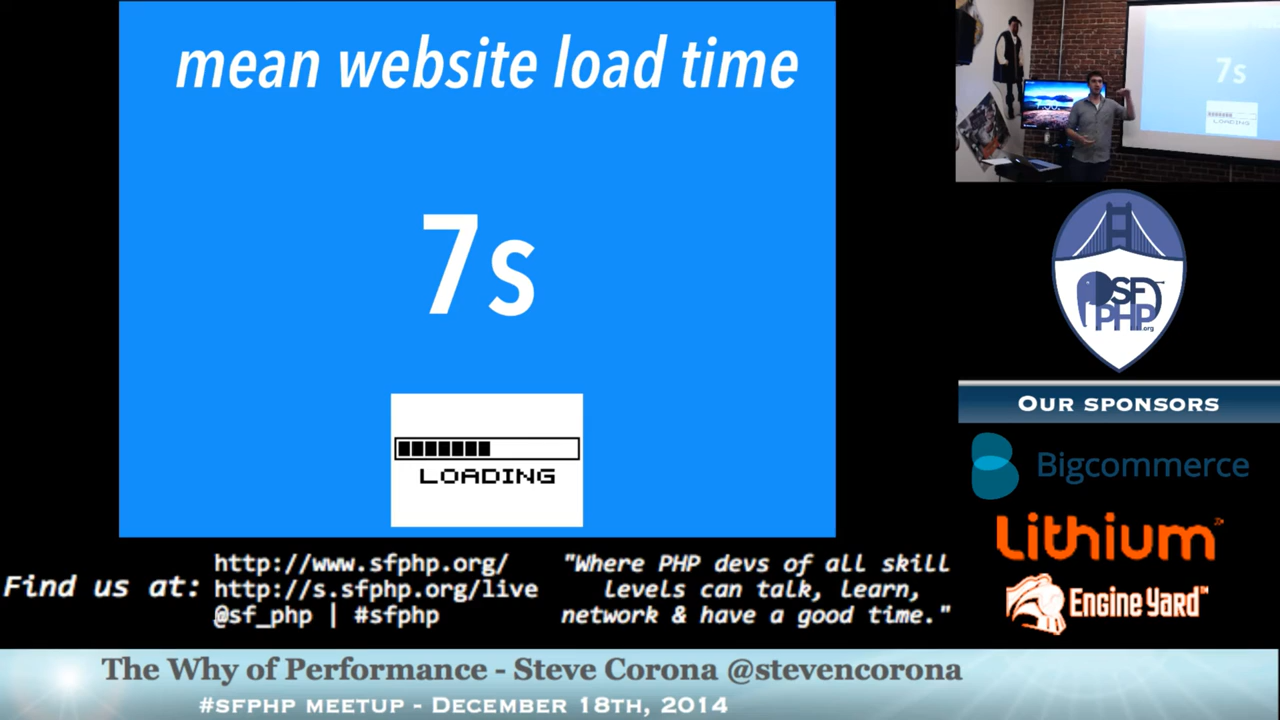 mean website load time
7s
LOADING
7s
LOADING
SF
PHP
.org
OUR SPONSORS
Bigcommerce
Lithium
ENGINE YARD™
Find us at:
http://www.sfphp.org/
http://s.sfphp.org/live
@sf_php | #sfphp
"Where PHP devs of all skill
levels can talk, learn,
network & have a good time."
The Why of Performance - Steve Corona @stevencorona
#SFPHP MEETUP - DECEMBER 18TH, 2014